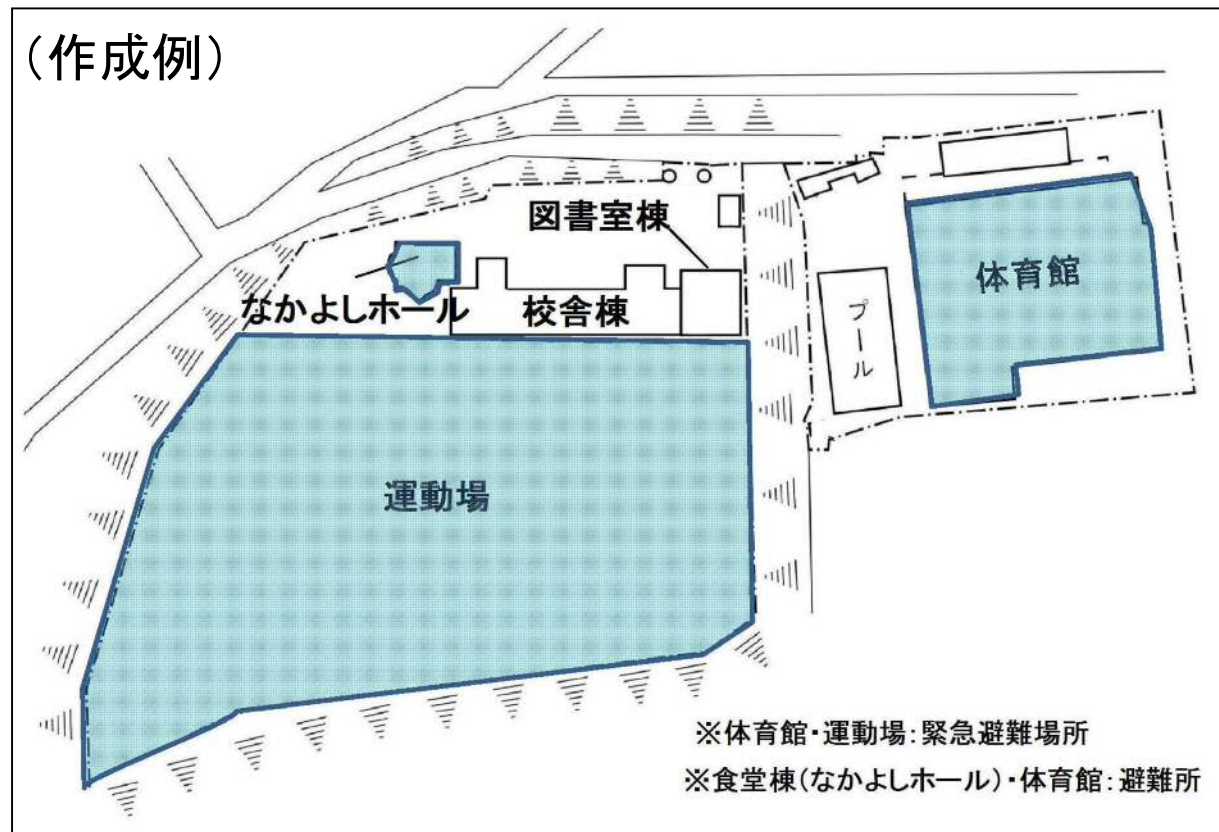 (作成例)
図書室棟
体育館
なかよしホール
校舎棟
プール
運動場
※体育館・運動場:緊急避難場所
※食堂棟(なかよしホール)・体育館:避難所